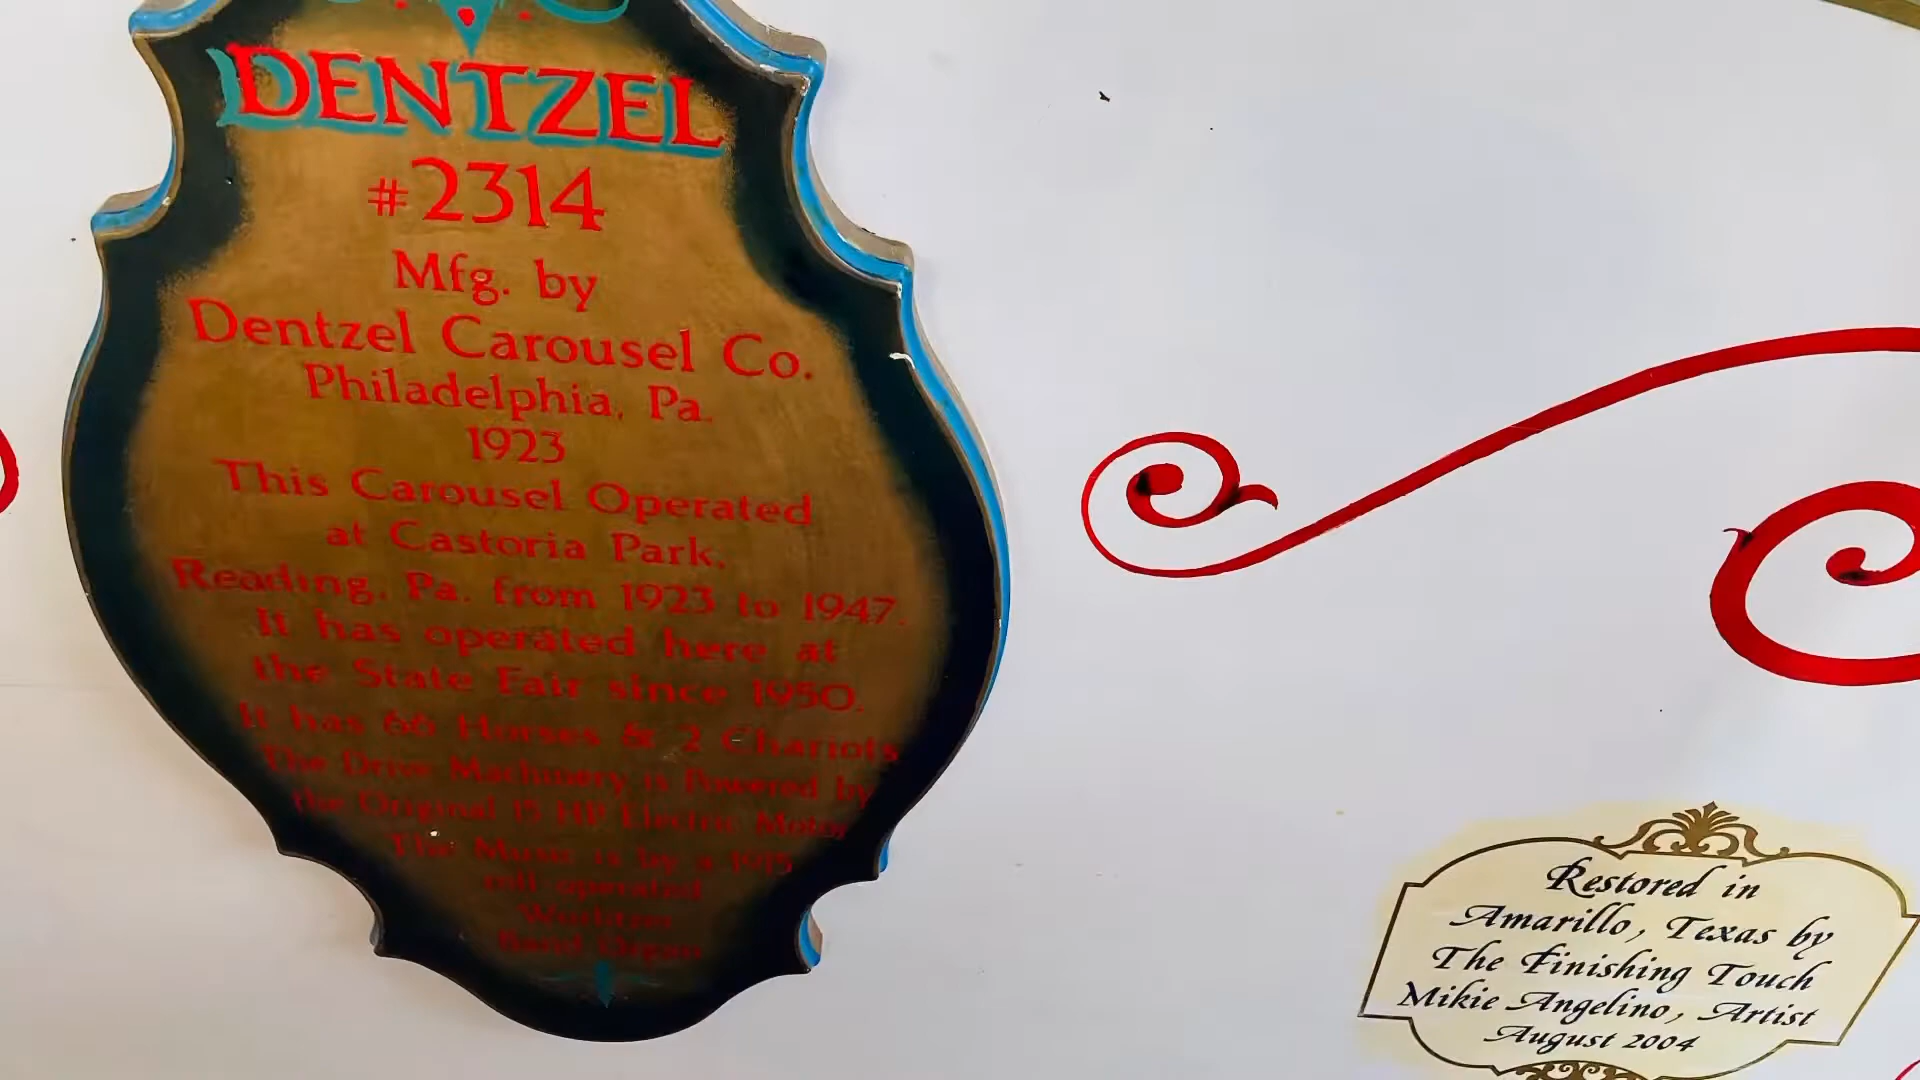 DENTZEL
#2314
Mfg. by
Dentzel Carousel Co.
Philadelphia, Pa.
1923
This Carousel Operated
at Castoria Park,
Reading, Pa. from 1923 to 1947.
It has operated here at
the State Fair since 1950.
It has 66 Horses & 2 Chariots
The Drive Machinery is Powered by
the Original 15 HP Electric Motor
The Music is by a 1915
roll operated
Wurlitzer
Band Organ
Restored in
Amarillo, Texas by
The Finishing Touch
Mikie Angelino, Artist
August 2004